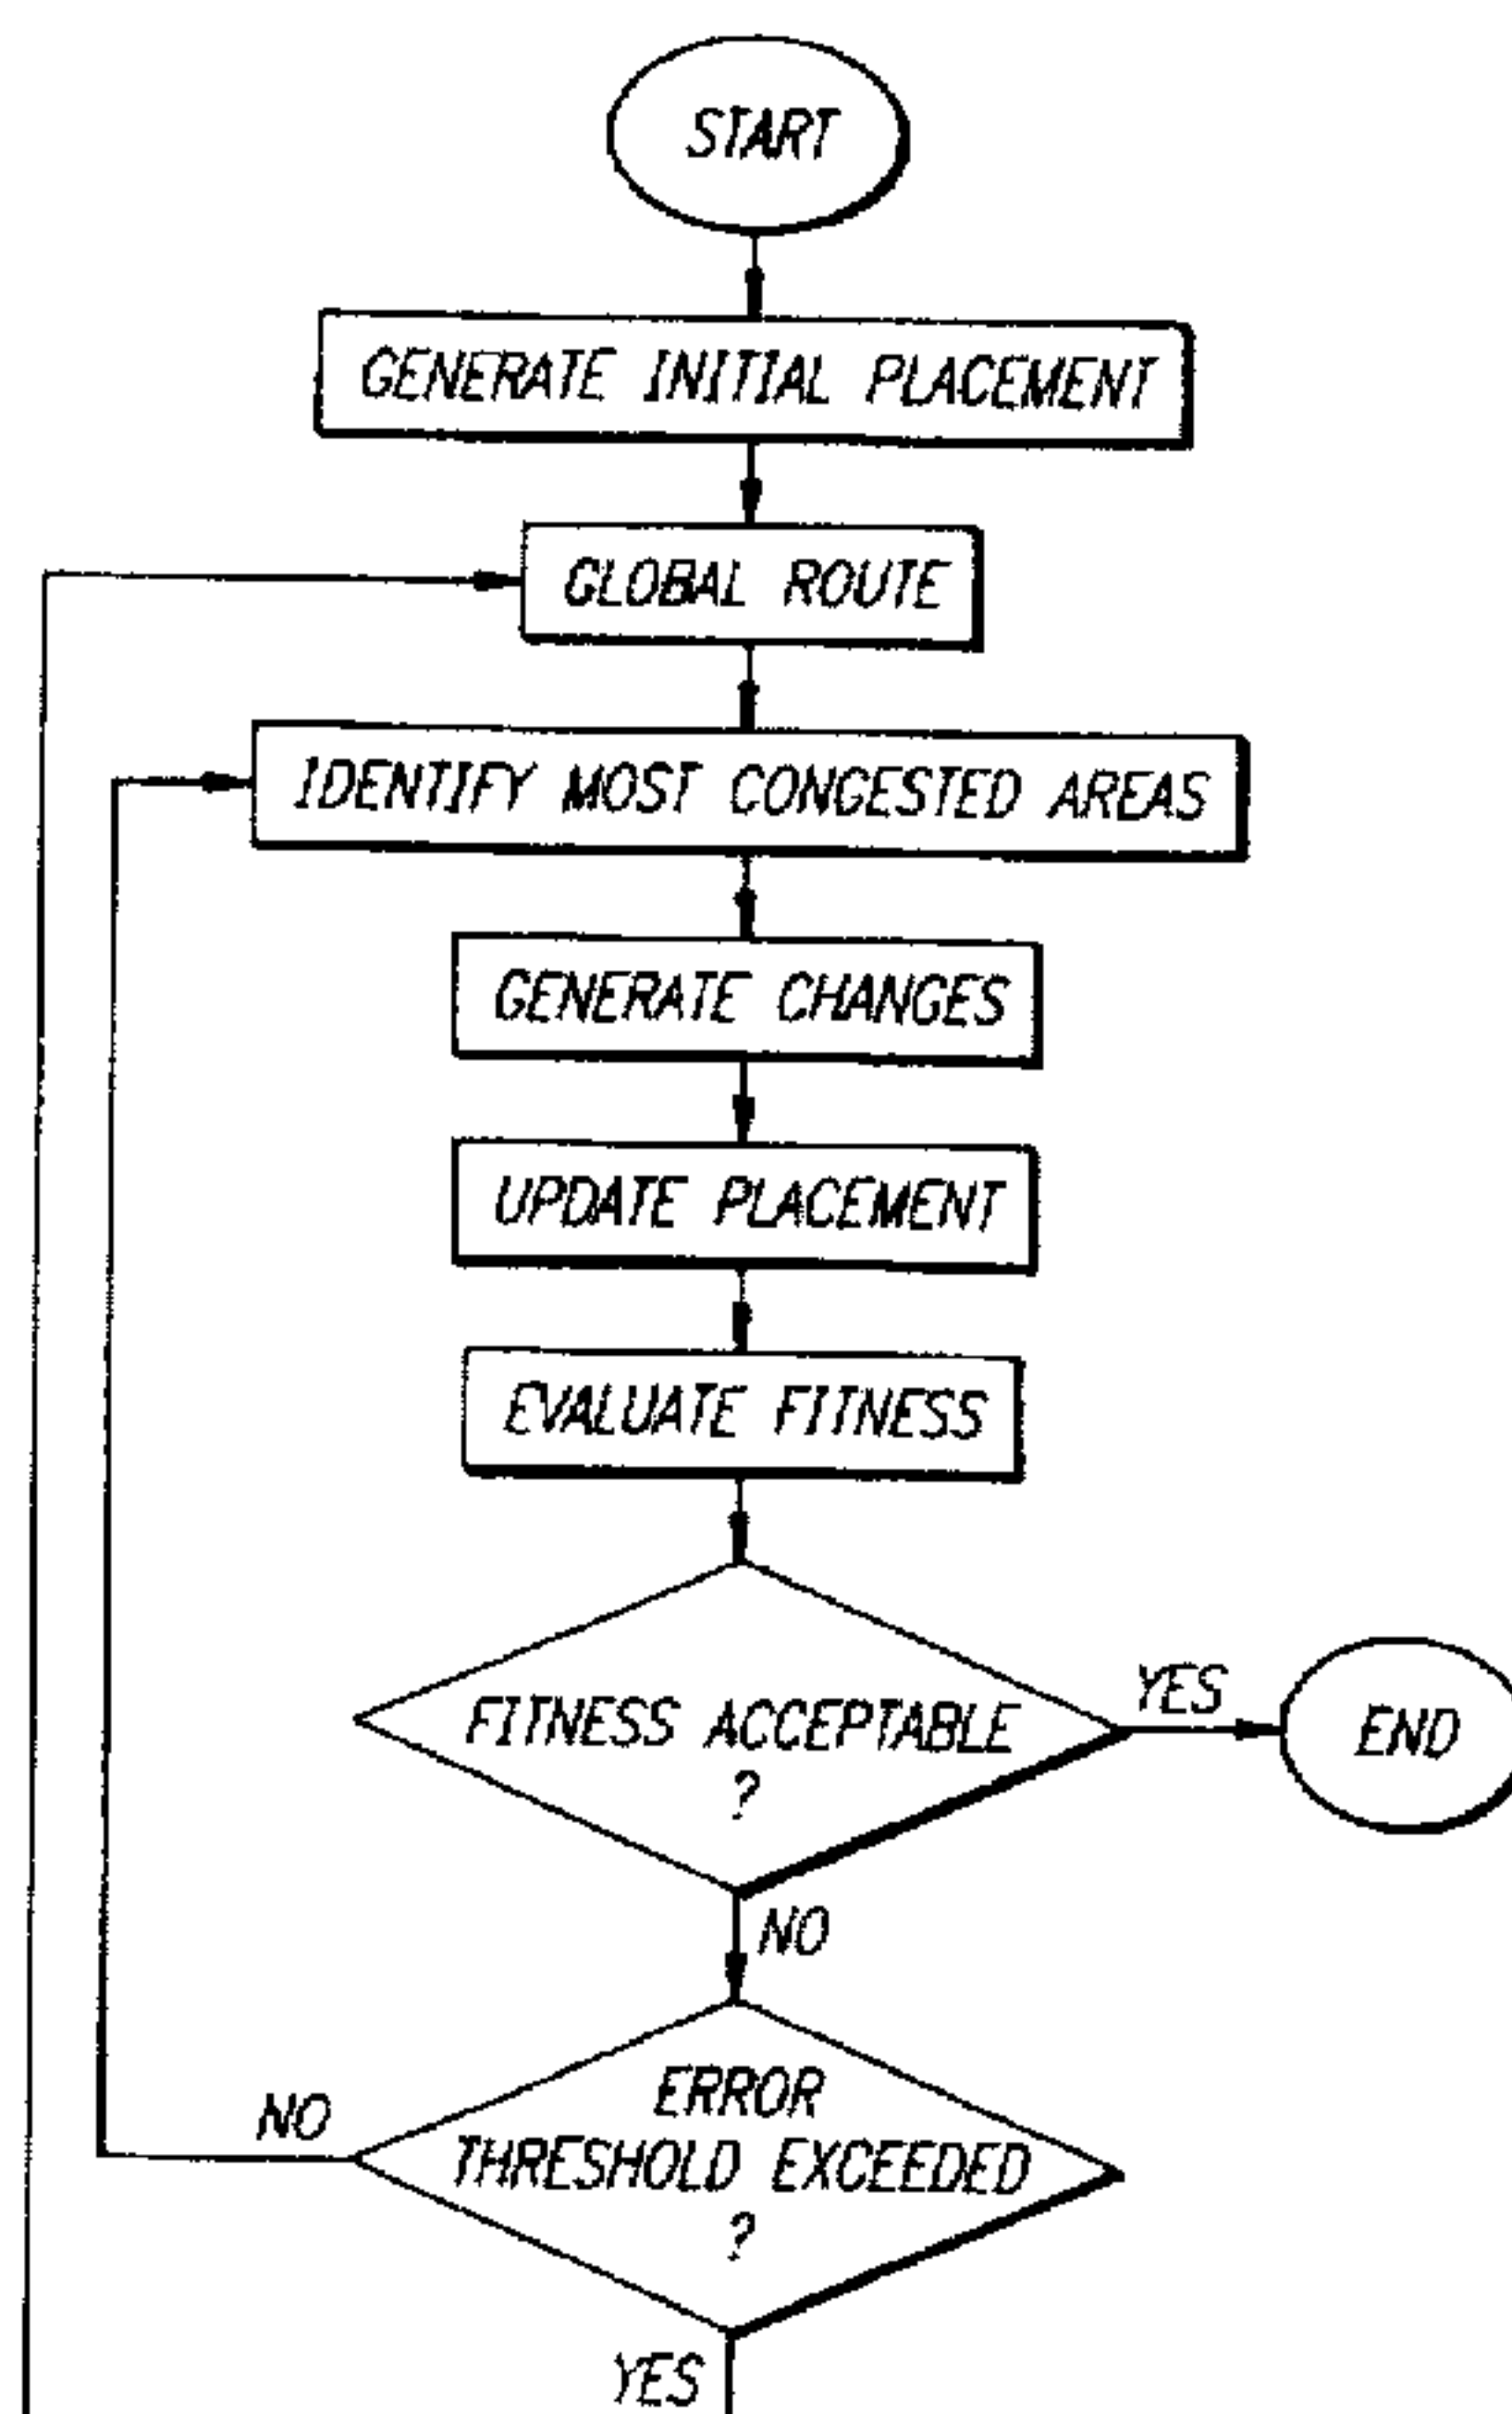 START
GENERATE INITIAL PLACEMENT
GLOBAL ROUTE
IDENTIFY MOST CONGESTED AREAS
GENERATE CHANGES
UPDATE PLACEMENT
EVALUATE FITNESS
FITNESS ACCEPTABLE
?
YES
END
NO
ERROR
THRESHOLD EXCEEDED
?
NO
YES